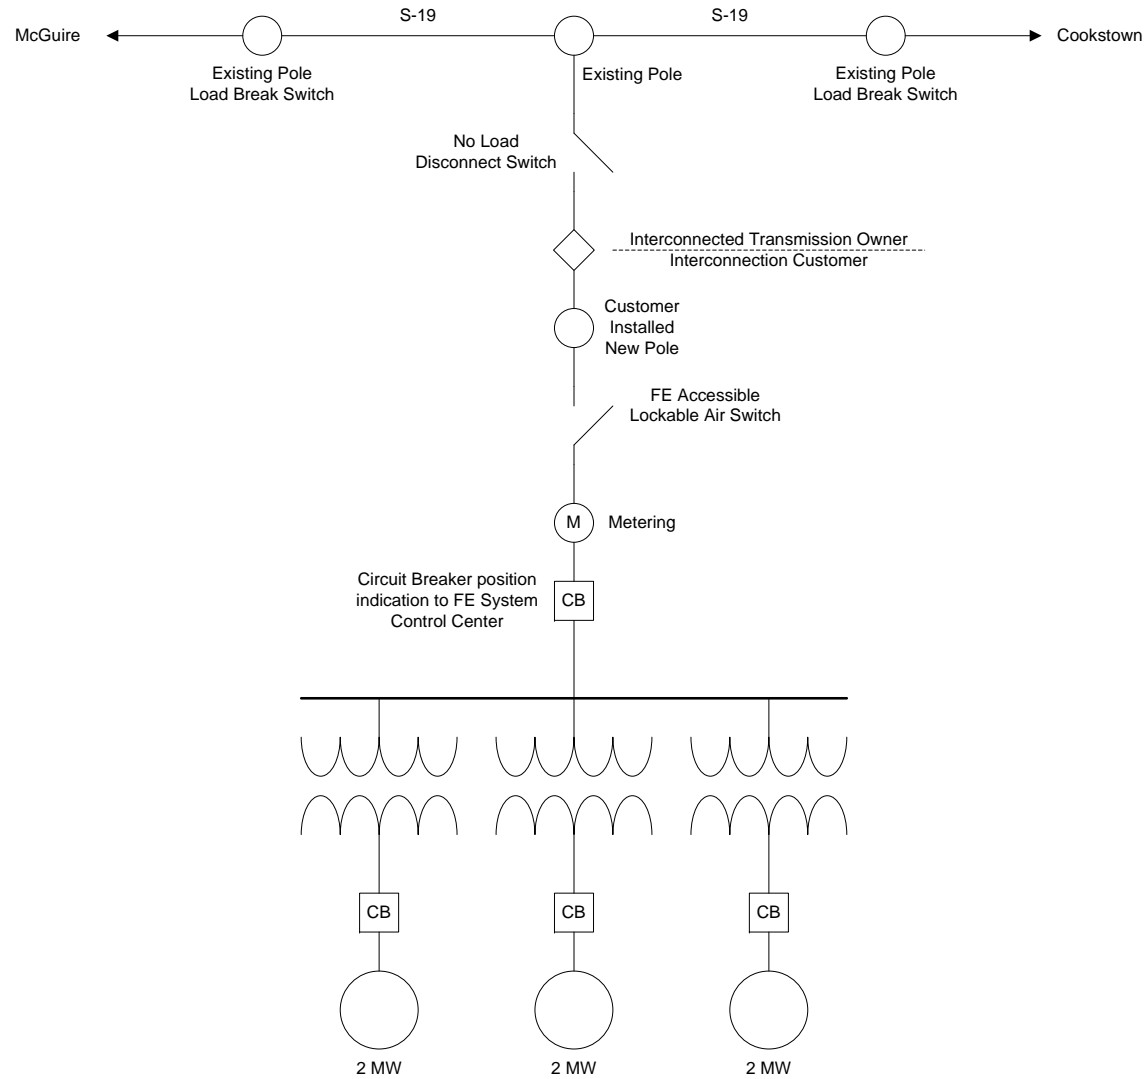 S-19
S-19
McGuire
Cookstown
Existing Pole
Load Break Switch
Existing Pole
Existing Pole
Load Break Switch
No Load
Disconnect Switch
Interconnected Transmission Owner
Interconnection Customer
Customer
Installed
New Pole
FE Accessible
Lockable Air Switch
M
Metering
Circuit Breaker position
indication to FE System
Control Center
CB
CB
CB
CB
2 MW
2 MW
2 MW